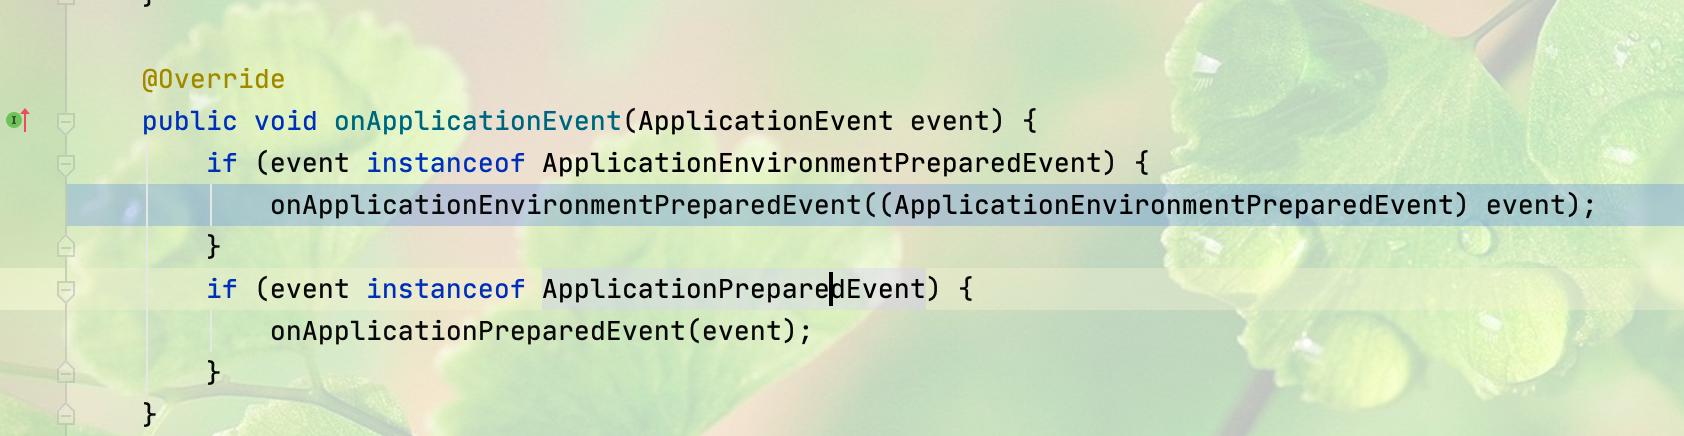 }
@Override
public void onApplicationEvent(ApplicationEvent event) {
if (event instanceof ApplicationEnvironmentPreparedEvent) {
onApplicationEnvironmentPreparedEvent((ApplicationEnvironmentPreparedEvent) event);
}
if (event instanceof ApplicationPreparedEvent) {
onApplicationPreparedEvent(event);
}
}